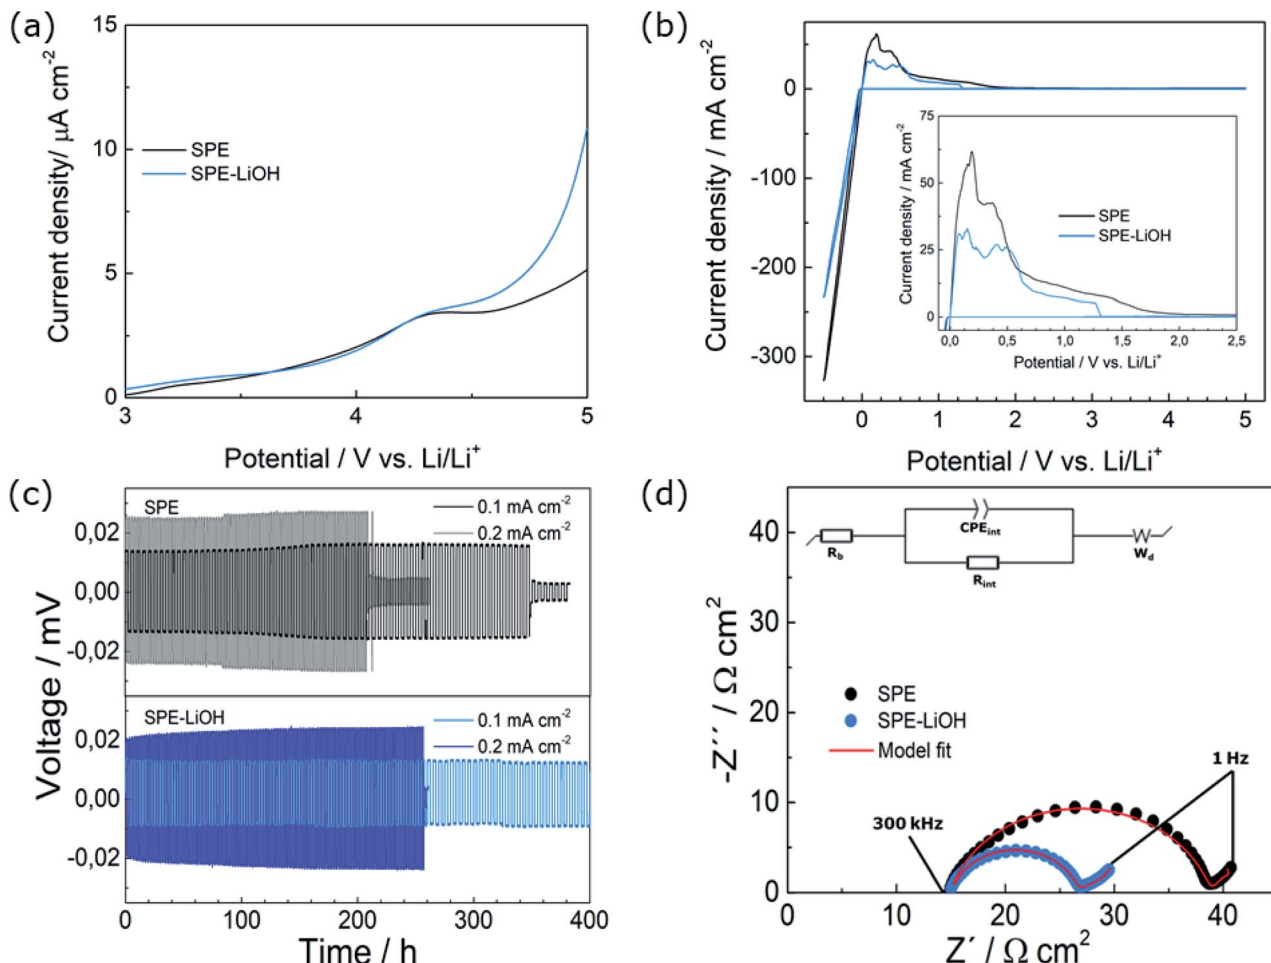 (a)
15
10
5
0
Current density/ µA cm⁻²
SPE
SPE-LiOH
3
4
5
Potential / V vs. Li/Li⁺
(b)
0
-100
-200
-300
Current density / mA cm⁻²
0
1
2
3
4
5
Potential / V vs. Li/Li⁺
75
50
25
0
Current density / mA cm⁻²
SPE
SPE-LiOH
0,0
0,5
1,0
1,5
2,0
2,5
Potential / V vs. Li/Li⁺
(c)
SPE
0.1 mA cm⁻²
0.2 mA cm⁻²
0.02
0,00
-0,02
Voltage / mV
SPE-LiOH
0.1 mA cm⁻²
0.2 mA cm⁻²
0.02
0.00
-0.02
0
100
200
300
400
Time / h
(d)
40
30
20
10
0
-Z´´ / Ω cm²
CPEint
Rb
Rint
Wd
SPE
SPE-LiOH
Model fit
300 kHz
1 Hz
0
10
20
30
40
Z´ / Ω cm²